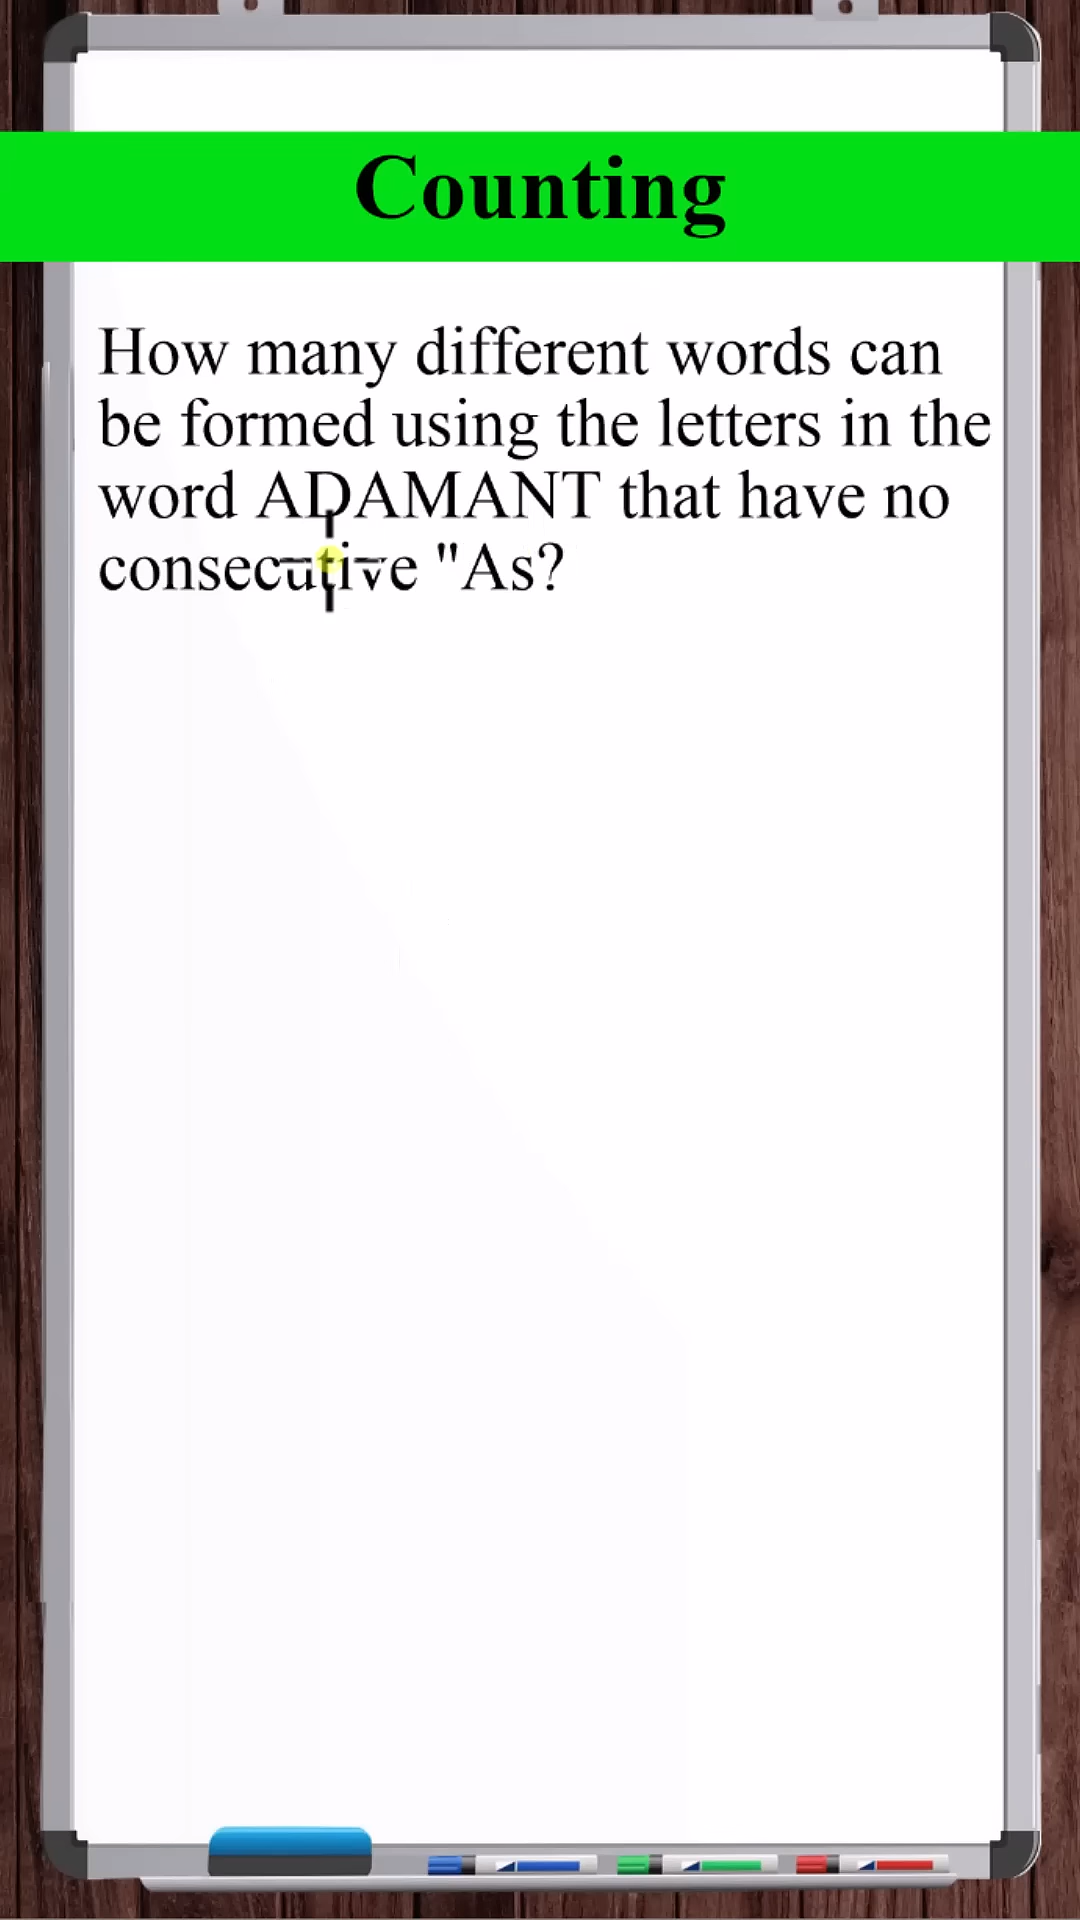 Counting
How many different words can
be formed using the letters in the
word ADAMANT that have no
consecutive "As?